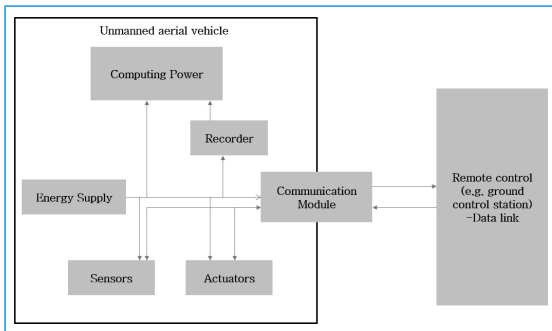 Unmanned aerial vehicle
Computing Power
Recorder
Energy Supply
Communication
Module
Sensors
Actuators
Remote control
(e.g. ground
control station)
-Data link